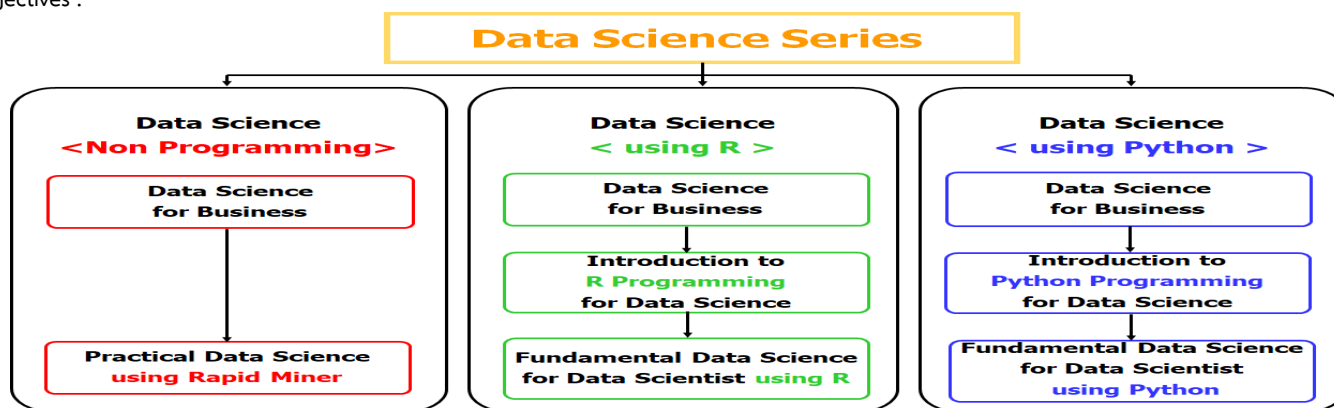 jectives :
Data Science Series
Data Science
<Non Programming>
Data Science
for Business
Practical Data Science
using Rapid Miner
Data Science
< using R >
Data Science
for Business
Introduction to
R Programming
for Data Science
Fundamental Data Science
for Data Scientist using R
Data Science
< using Python >
Data Science
for Business
Introduction to
Python Programming
for Data Science
Fundamental Data Science
for Data Scientist
using Python